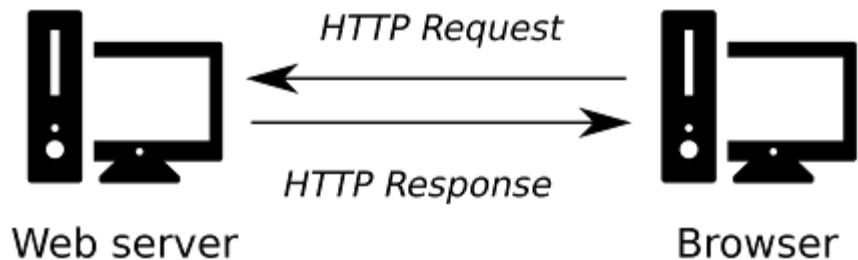 HTTP Request
HTTP Response
Web server
Browser